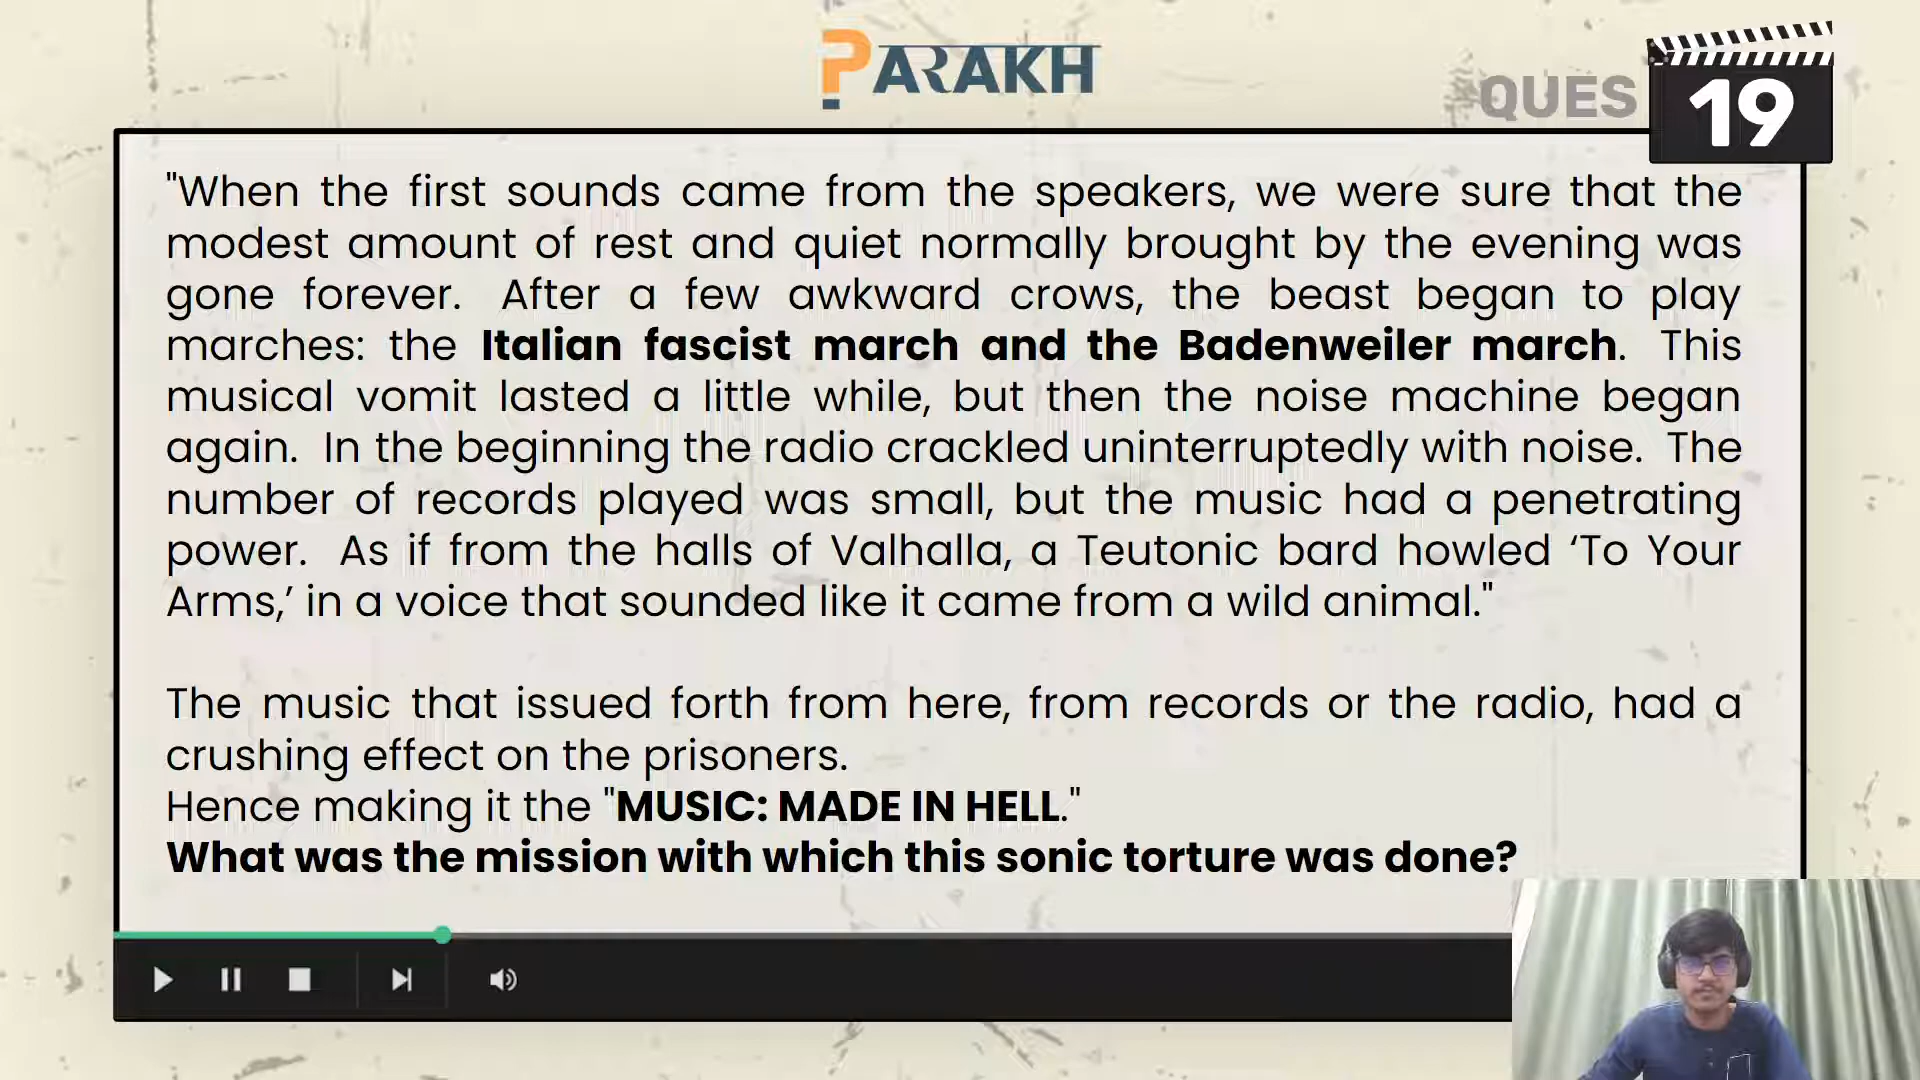 ?ARAKH
QUES
19
"When the first sounds came from the speakers, we were sure that the
modest amount of rest and quiet normally brought by the evening was
gone forever. After a few awkward crows, the beast began to play
marches: the Italian fascist march and the Badenweiler march. This
musical vomit lasted a little while, but then the noise machine began
again. In the beginning the radio crackled uninterruptedly with noise. The
number of records played was small, but the music had a penetrating
power. As if from the halls of Valhalla, a Teutonic bard howled ‘To Your
Arms,’ in a voice that sounded like it came from a wild animal."
The music that issued forth from here, from records or the radio, had a
crushing effect on the prisoners.
Hence making it the "MUSIC: MADE IN HELL."
What was the mission with which this sonic torture was done?